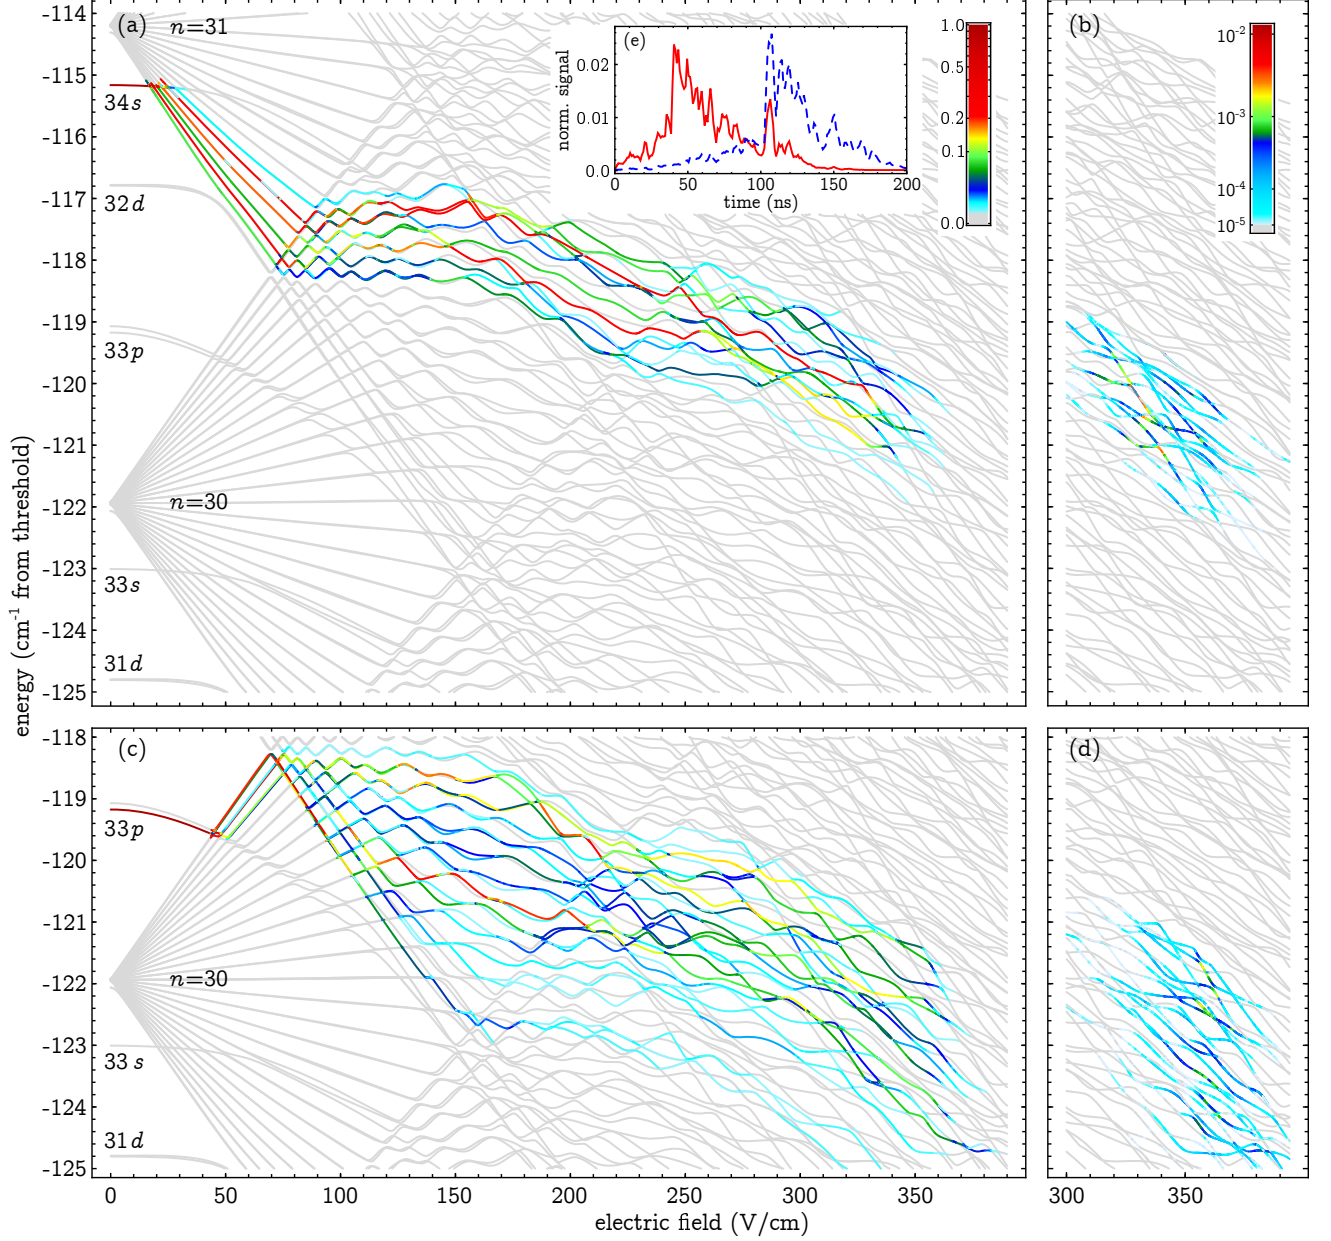 (a)
n=31
34s
32d
33p
n=30
33s
31d
-114
-115
-116
-117
-118
-119
-120
-121
-122
-123
-124
-125
energy (cm⁻¹ from threshold)
(e)
norm. signal
0.02
0.01
0.0
0 50 100 150 200
time (ns)
1.0
0.5
0.2
0.1
0.0
(b)
10⁻²
10⁻³
10⁻⁴
10⁻⁵
(c)
33p
n=30
33s
31d
-118
-119
-120
-121
-122
-123
-124
-125
0 50 100 150 200 250 300 350
electric field (V/cm)
(d)
300 350